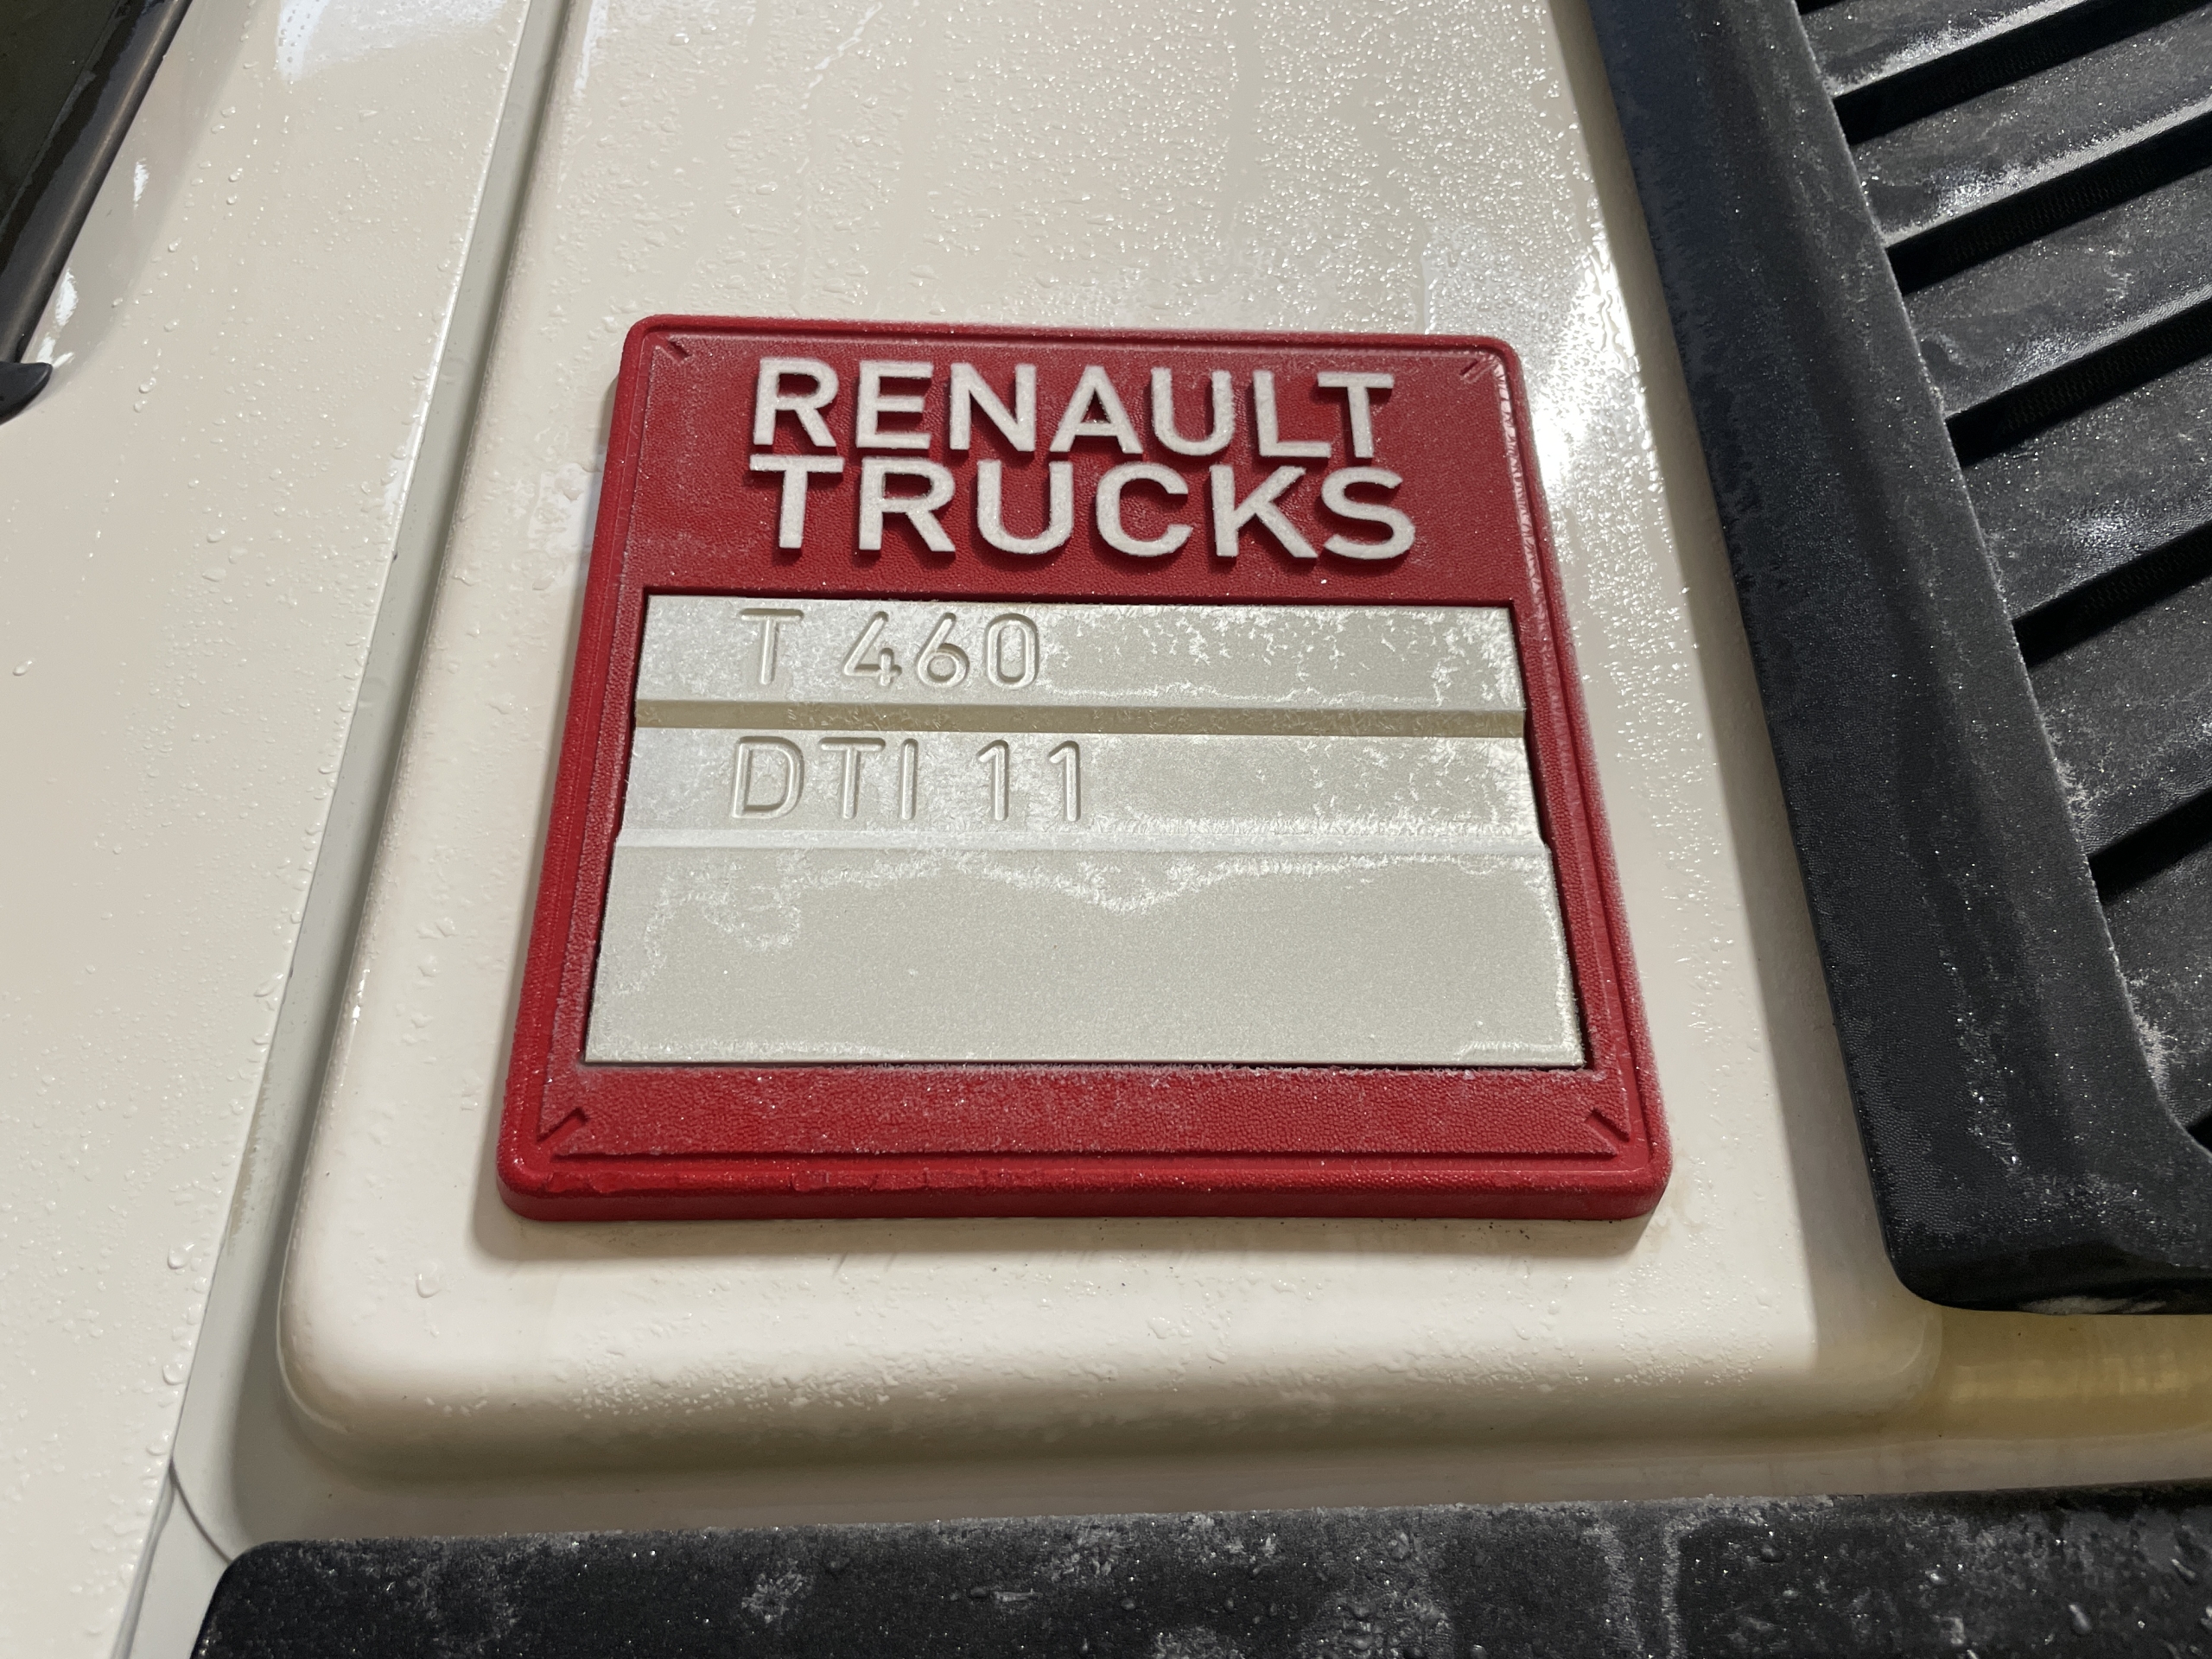 RENAULT
TRUCKS
T 460
DTI 11